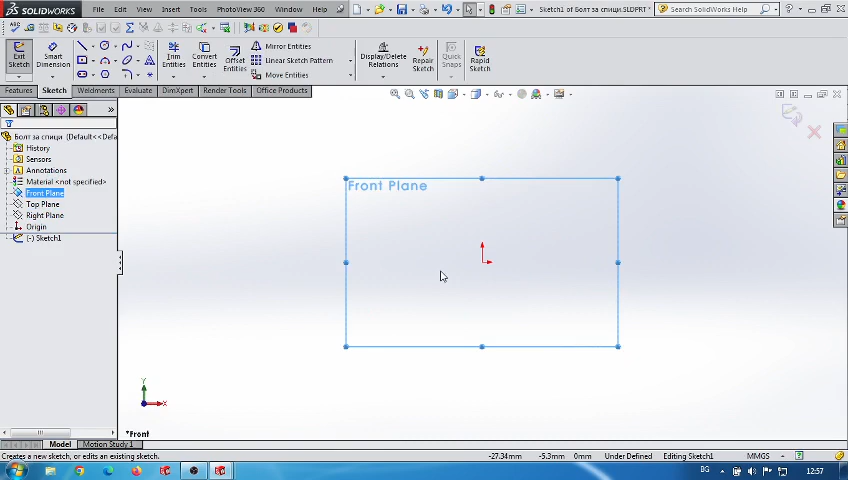 SOLIDWORKS File Edit View Insert Tools PhotoView 360 Window Help Sketch1 of Болт за спици.SLDPRT * Search SolidWorks Help
Exit Sketch Smart Dimension Trim Entities Convert Entities Offset Entities Mirror Entities Linear Sketch Pattern Move Entities Display/Delete Relations Repair Sketch Quick Snaps Rapid Sketch
Features Sketch Weldments Evaluate DimXpert Render Tools Office Products
Болт за спици (Default<<Defa
History
Sensors
Annotations
Material <not specified>
Front Plane
Top Plane
Right Plane
Origin
(-) Sketch1
Front Plane
Y
X
*Front
Model Motion Study 1
Creates a new sketch, or edits an existing sketch. -27.34mm -5.3mm 0mm Under Defined Editing Sketch1 MMGS
BG 12:57